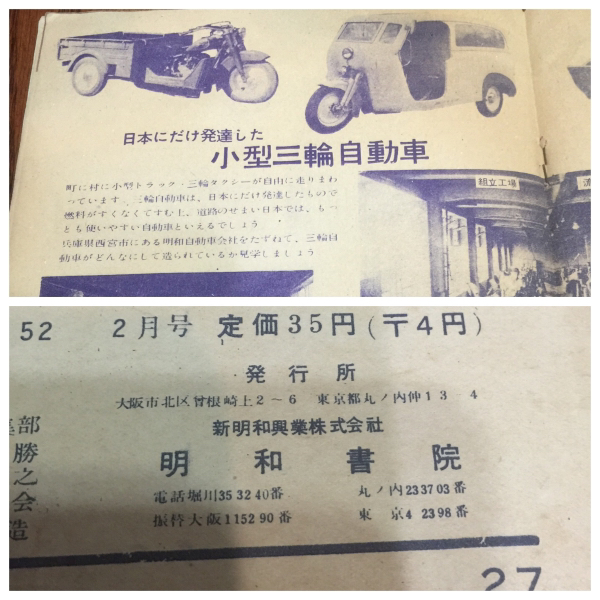 日本にだけ発達した
小型三輪自動車
町に村に小型トラック・三輪タクシーが自由に走りまわ
っています。三輪自動車は、日本にだけ発達したもので
燃料がすくなくてすむ上、道路のせまい日本では、もっ
とも使いやすい自動車といえるでしょう
兵庫県西宮市にある明和自動車会社をたずねて、三輪自
動車がどんなにして造られているか見学しましょう
組立工場
52 2月号 定価35円(〒4円)
発行所
大阪市北区曽根崎上2〜6 東京都丸ノ内仲13 4
新明和興業株式会社
明和書院
電話堀川35 32 40番 丸ノ内23 37 03番
振替大阪1152 90番 東京4 23 98番
部
勝
之
会
造
27